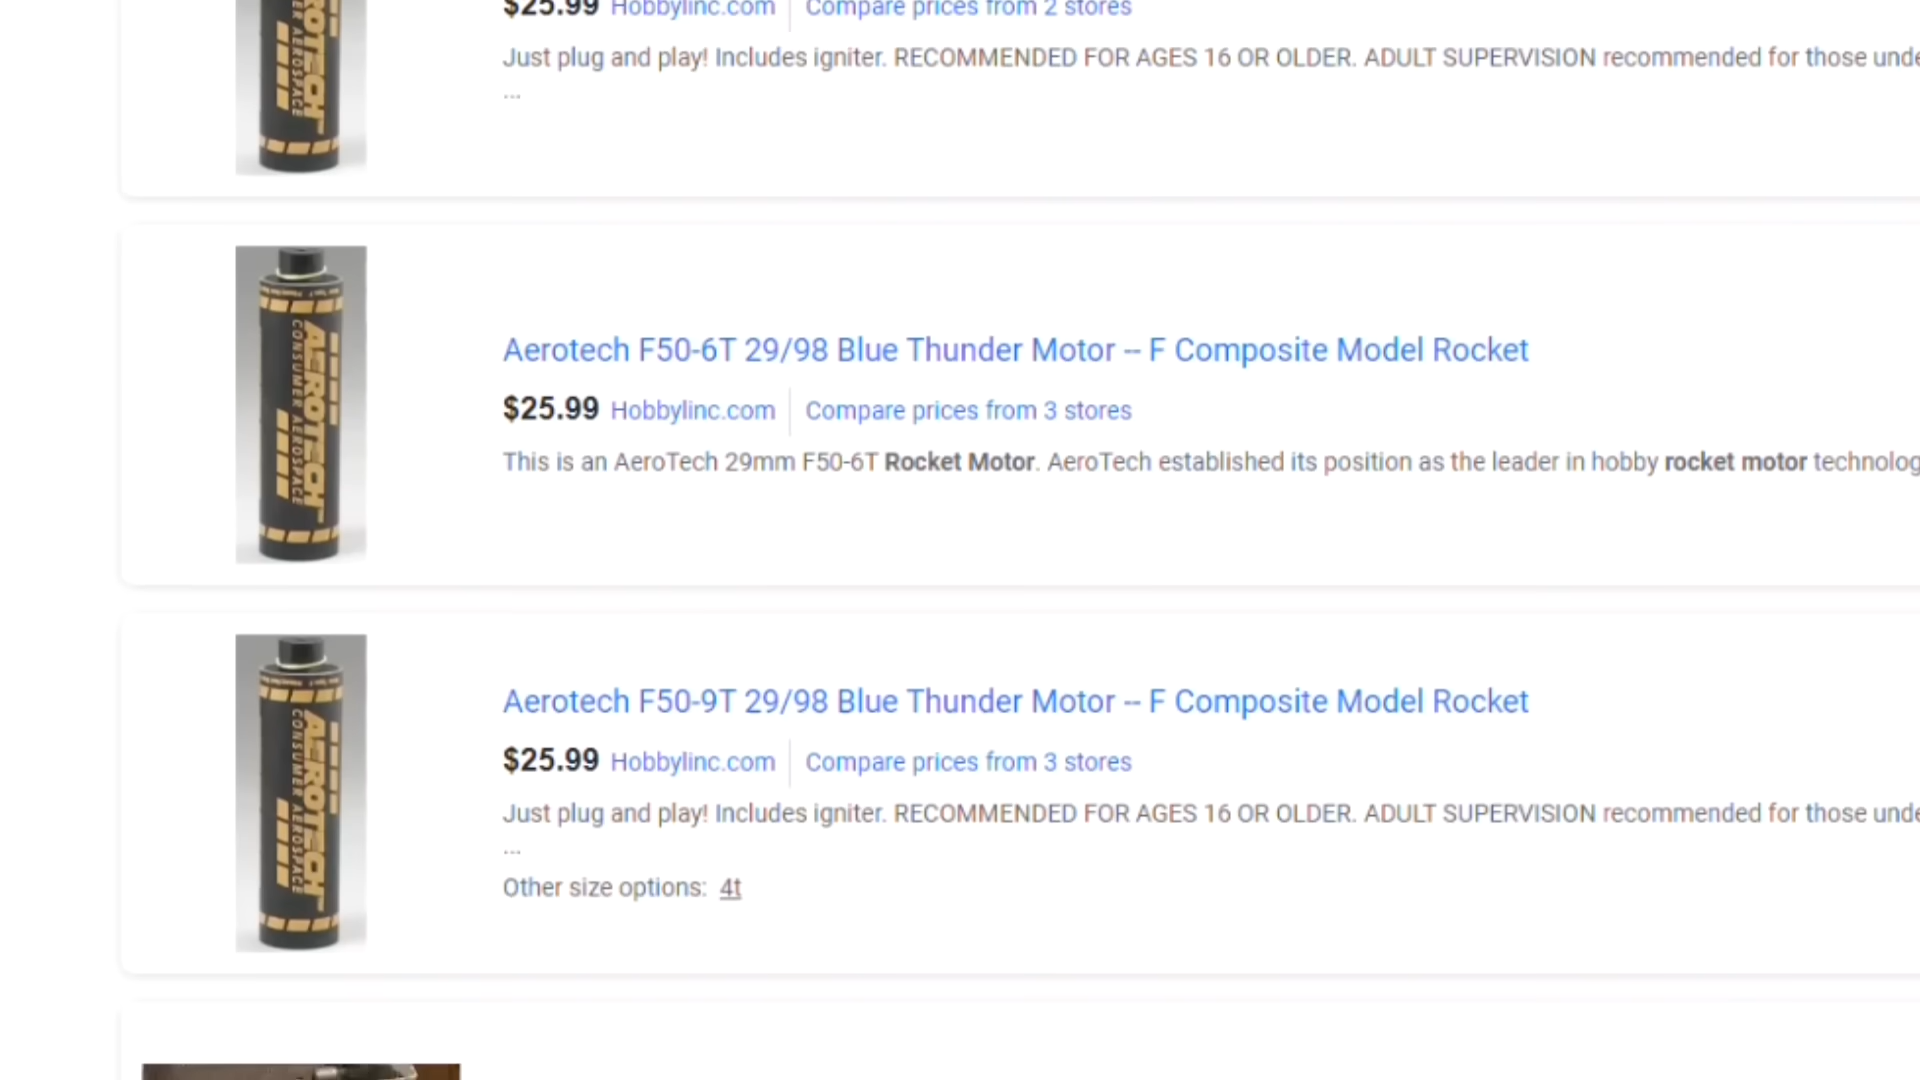 $25.99 Hobbylinc.com Compare prices from 2 stores
Just plug and play! Includes igniter. RECOMMENDED FOR AGES 16 OR OLDER. ADULT SUPERVISION recommended for those unde
...
AEROTECH
CONSUMER AEROSPACE
Aerotech F50-6T 29/98 Blue Thunder Motor -- F Composite Model Rocket
$25.99 Hobbylinc.com Compare prices from 3 stores
This is an AeroTech 29mm F50-6T Rocket Motor. AeroTech established its position as the leader in hobby rocket motor technolog
AEROTECH
CONSUMER AEROSPACE
Aerotech F50-9T 29/98 Blue Thunder Motor -- F Composite Model Rocket
$25.99 Hobbylinc.com Compare prices from 3 stores
Just plug and play! Includes igniter. RECOMMENDED FOR AGES 16 OR OLDER. ADULT SUPERVISION recommended for those unde
...
Other size options: 4t